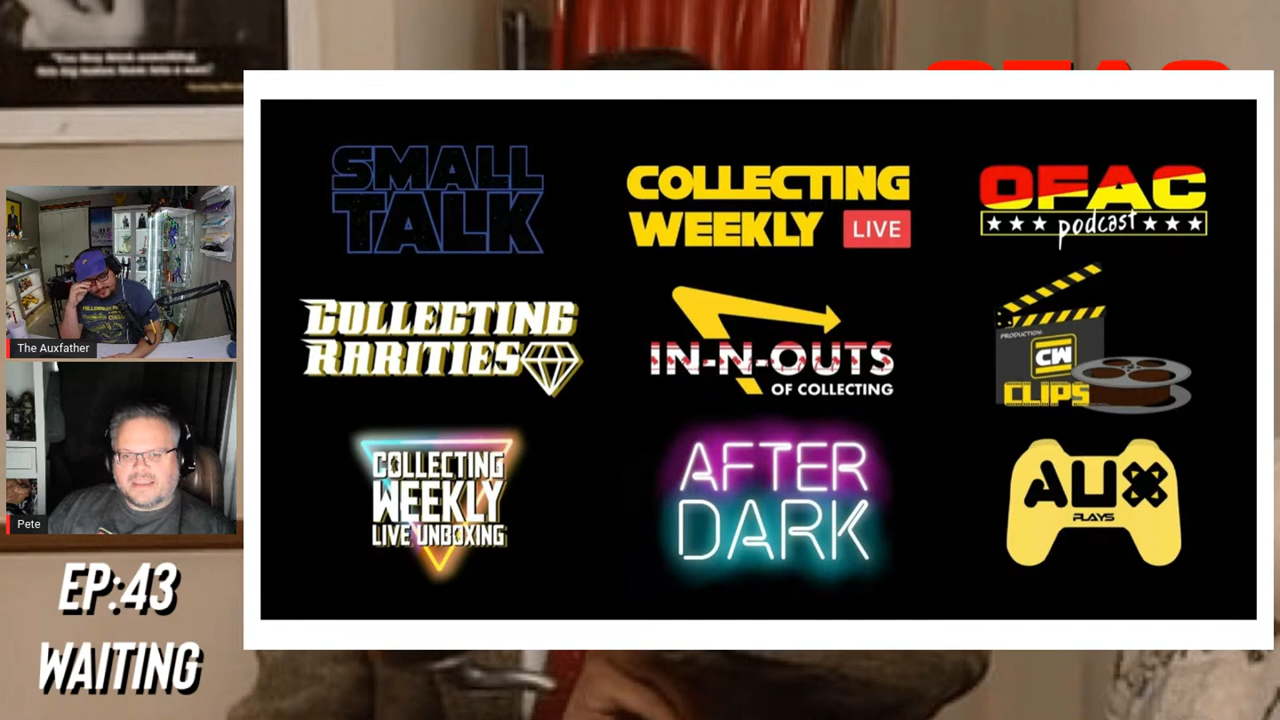 OFAC
SMALL
TALK
COLLECTING
WEEKLY LIVE
OFAC
podcast
COLLECTING
RARITIES
IN-N-OUTS
OF COLLECTING
PRODUCTION:
CW
CLIPS
COLLECTING
WEEKLY
LIVE UNBOXING
AFTER
DARK
AUX
PLAYS
The Auxfather
Pete
EP:43
WAITING